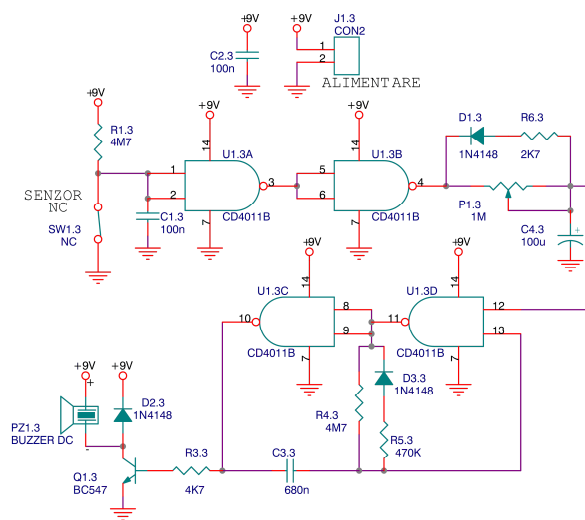 +9V
+9V
J1.3
CON2
C2.3
100n
1
2
ALIMENTARE
+9V
R1.3
4M7
+9V
14
U1.3A
1
2
3
7
CD4011B
+9V
14
U1.3B
5
6
4
7
CD4011B
D1.3
1N4148
R6.3
2K7
P1.3
1M
C4.3
100u
+
SENZOR
NC
SW1.3
NC
C1.3
100n
+9V
14
U1.3C
10
8
9
7
CD4011B
+9V
14
U1.3D
11
12
13
7
CD4011B
D3.3
1N4148
R4.3
4M7
R5.3
470K
+9V
+
PZ1.3
BUZZER DC
-
+9V
D2.3
1N4148
Q1.3
BC547
R3.3
4K7
C3.3
680n